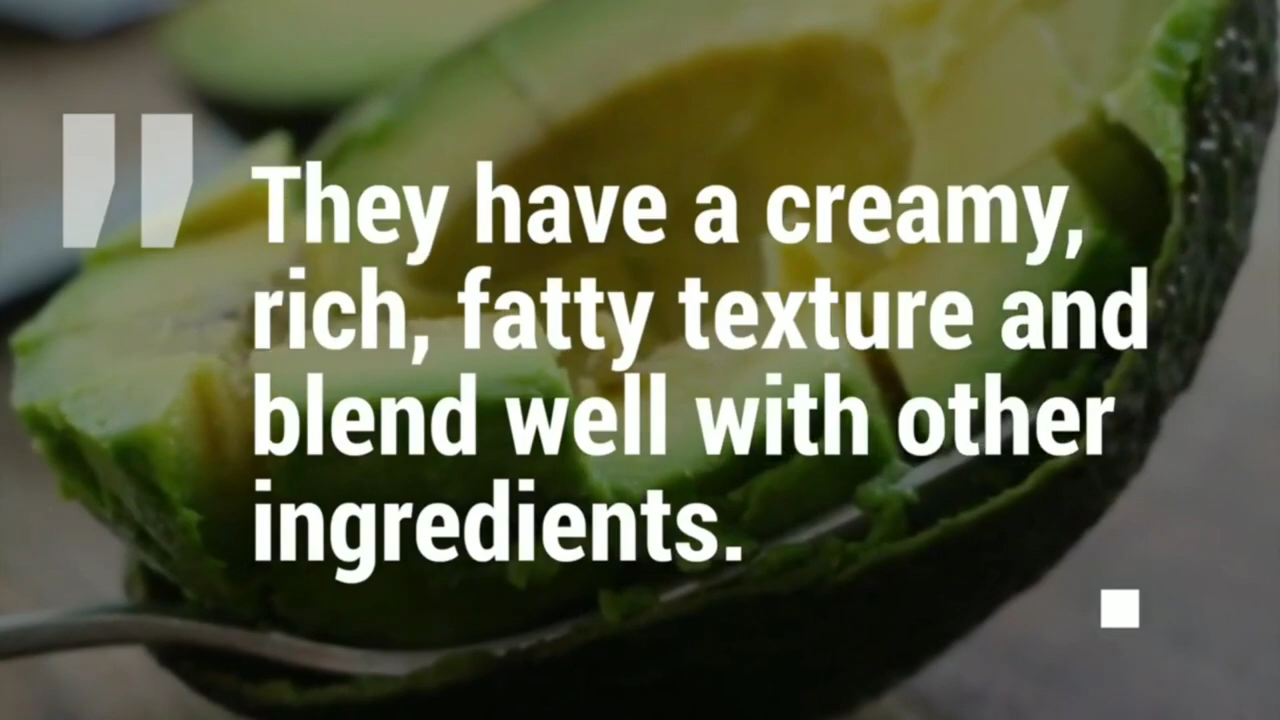 "
They have a creamy,
rich, fatty texture and
blend well with other
ingredients.